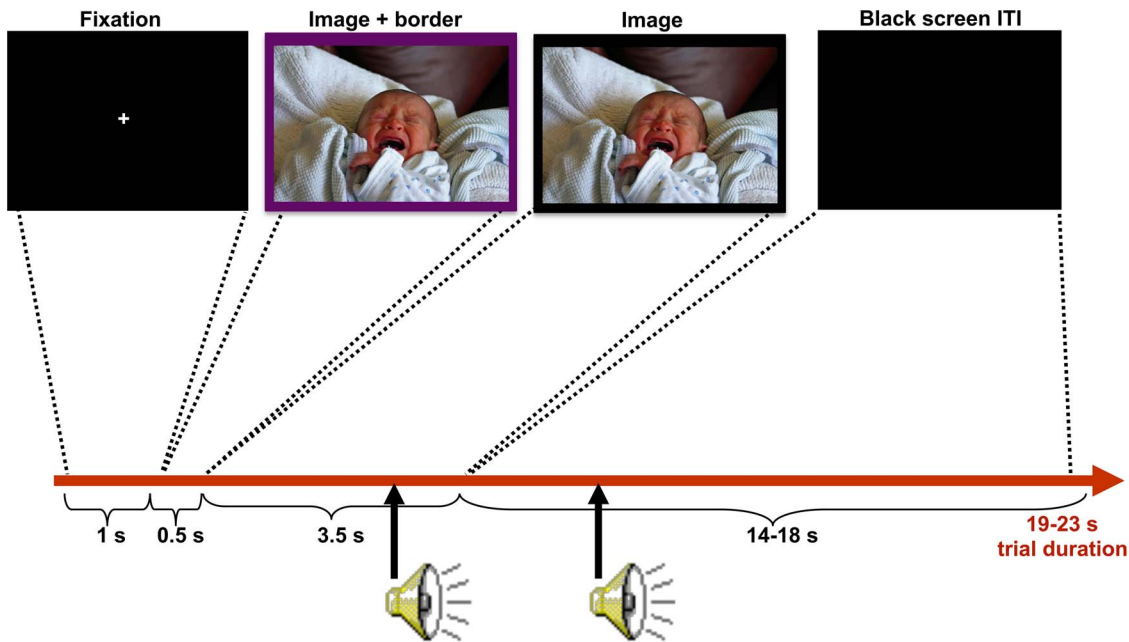 Fixation
Image + border
Image
Black screen ITI
+
1 s
0.5 s
3.5 s
14-18 s
19-23 s
trial duration